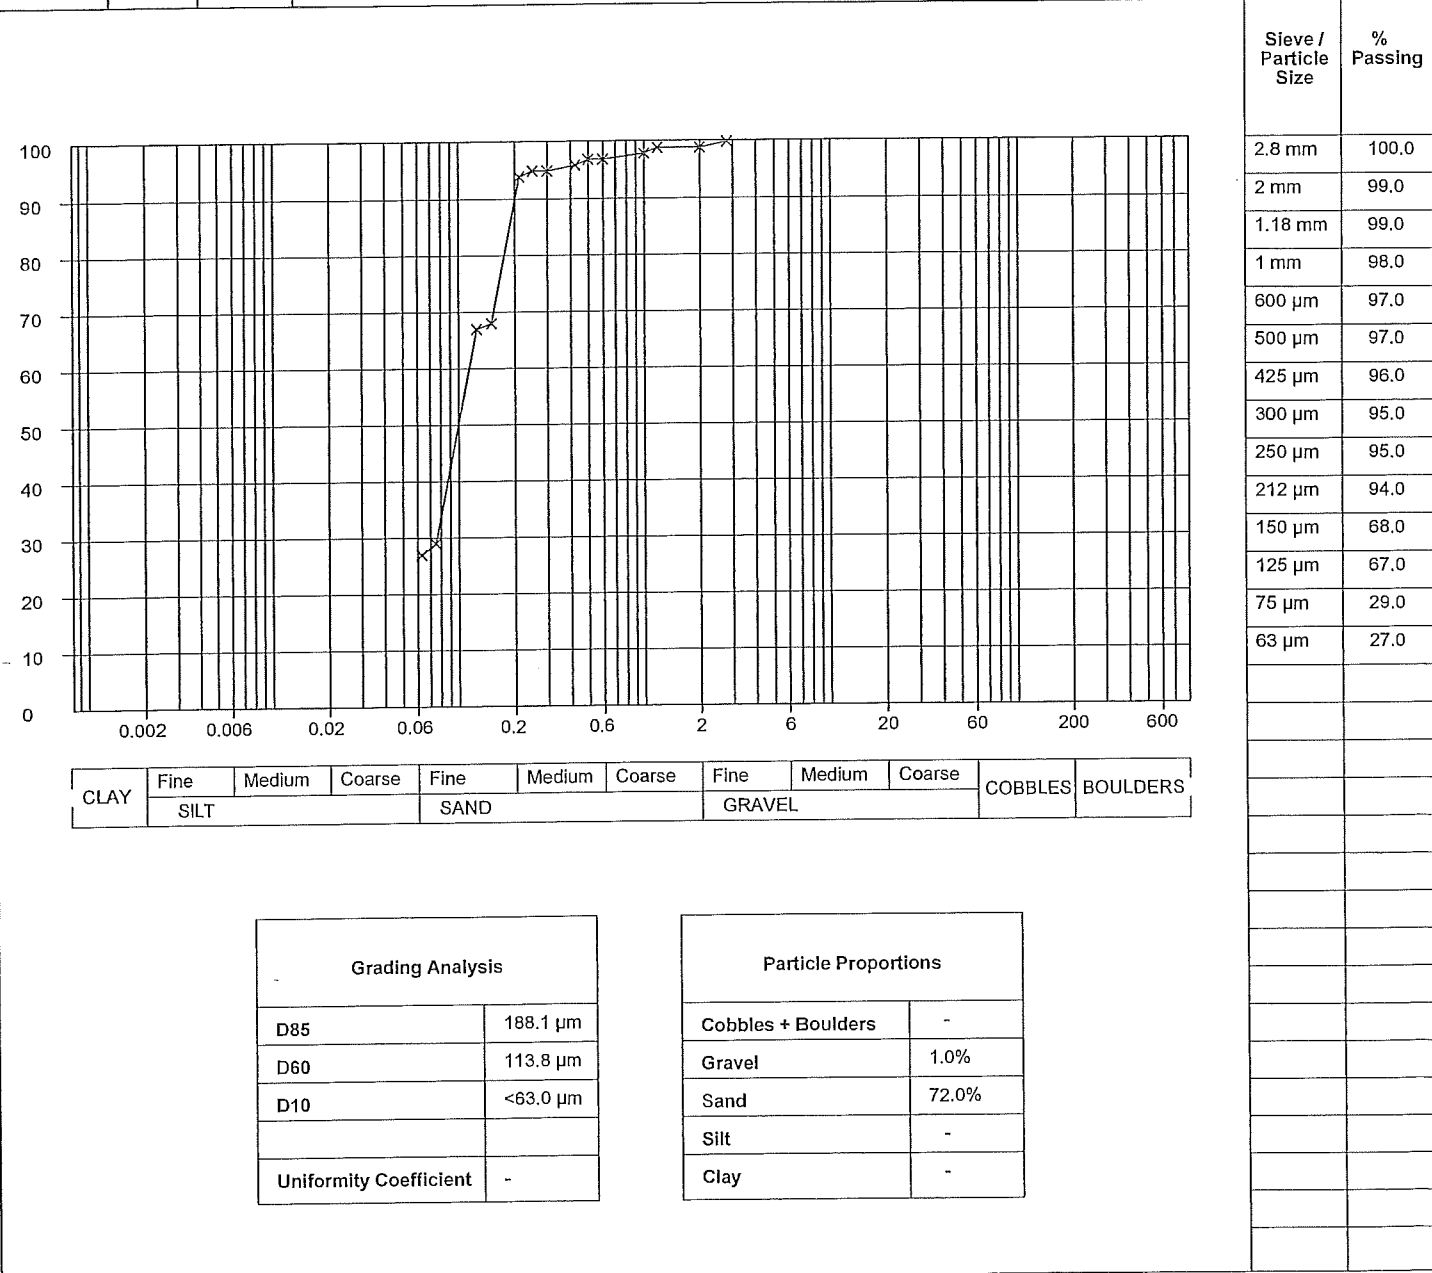 Sieve / Particle Size % Passing
2.8 mm 100.0
2 mm 99.0
1.18 mm 99.0
1 mm 98.0
600 µm 97.0
500 µm 97.0
425 µm 96.0
300 µm 95.0
250 µm 95.0
212 µm 94.0
150 µm 68.0
125 µm 67.0
75 µm 29.0
63 µm 27.0
100
90
80
70
60
50
40
30
20
10
0
0.002 0.006 0.02 0.06 0.2 0.6 2 6 20 60 200 600
CLAY Fine Medium Coarse Fine Medium Coarse Fine Medium Coarse COBBLES BOULDERS
SILT SAND GRAVEL
Grading Analysis
D85 188.1 µm
D60 113.8 µm
D10 <63.0 µm
Uniformity Coefficient -
Particle Proportions
Cobbles + Boulders -
Gravel 1.0%
Sand 72.0%
Silt -
Clay -